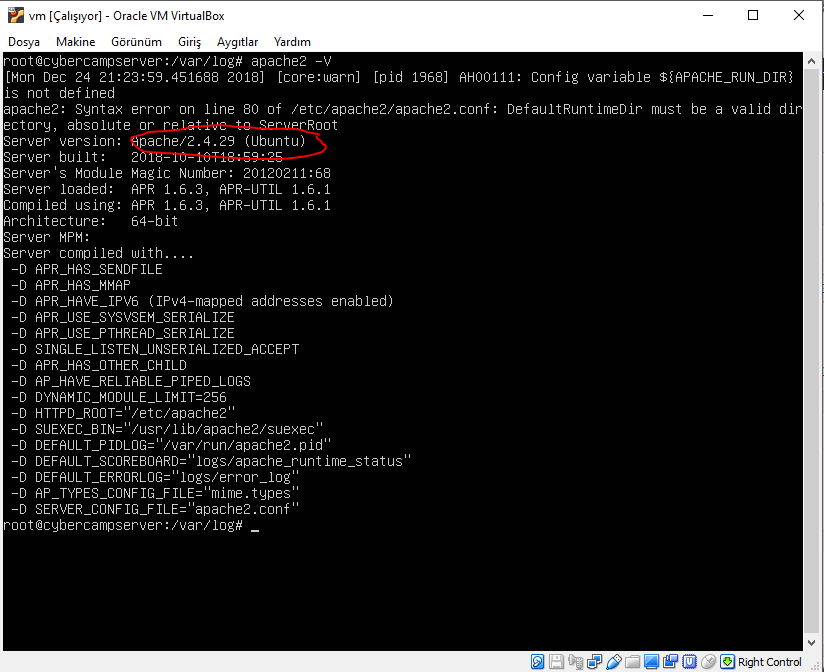 vm [Çalışıyor] - Oracle VM VirtualBox
Dosya Makine Görünüm Giriş Aygıtlar Yardım
root@cybercampserver:/var/log# apache2 -V
[Mon Dec 24 21:23:59.451688 2018] [core:warn] [pid 1968] AH00111: Config variable ${APACHE_RUN_DIR}
is not defined
apache2: Syntax error on line 80 of /etc/apache2/apache2.conf: DefaultRuntimeDir must be a valid dir
ectory, absolute or relative to ServerRoot
Server version: Apache/2.4.29 (Ubuntu)
Server built:   2018-10-10T18:59:25
Server's Module Magic Number: 20120211:68
Server loaded:  APR 1.6.3, APR-UTIL 1.6.1
Compiled using: APR 1.6.3, APR-UTIL 1.6.1
Architecture:   64-bit
Server MPM:
Server compiled with....
 -D APR_HAS_SENDFILE
 -D APR_HAS_MMAP
 -D APR_HAVE_IPV6 (IPv4-mapped addresses enabled)
 -D APR_USE_SYSVSEM_SERIALIZE
 -D APR_USE_PTHREAD_SERIALIZE
 -D SINGLE_LISTEN_UNSERIALIZED_ACCEPT
 -D APR_HAS_OTHER_CHILD
 -D AP_HAVE_RELIABLE_PIPED_LOGS
 -D DYNAMIC_MODULE_LIMIT=256
 -D HTTPD_ROOT="/etc/apache2"
 -D SUEXEC_BIN="/usr/lib/apache2/suexec"
 -D DEFAULT_PIDLOG="/var/run/apache2.pid"
 -D DEFAULT_SCOREBOARD="logs/apache_runtime_status"
 -D DEFAULT_ERRORLOG="logs/error_log"
 -D AP_TYPES_CONFIG_FILE="mime.types"
 -D SERVER_CONFIG_FILE="apache2.conf"
root@cybercampserver:/var/log# _
Right Control